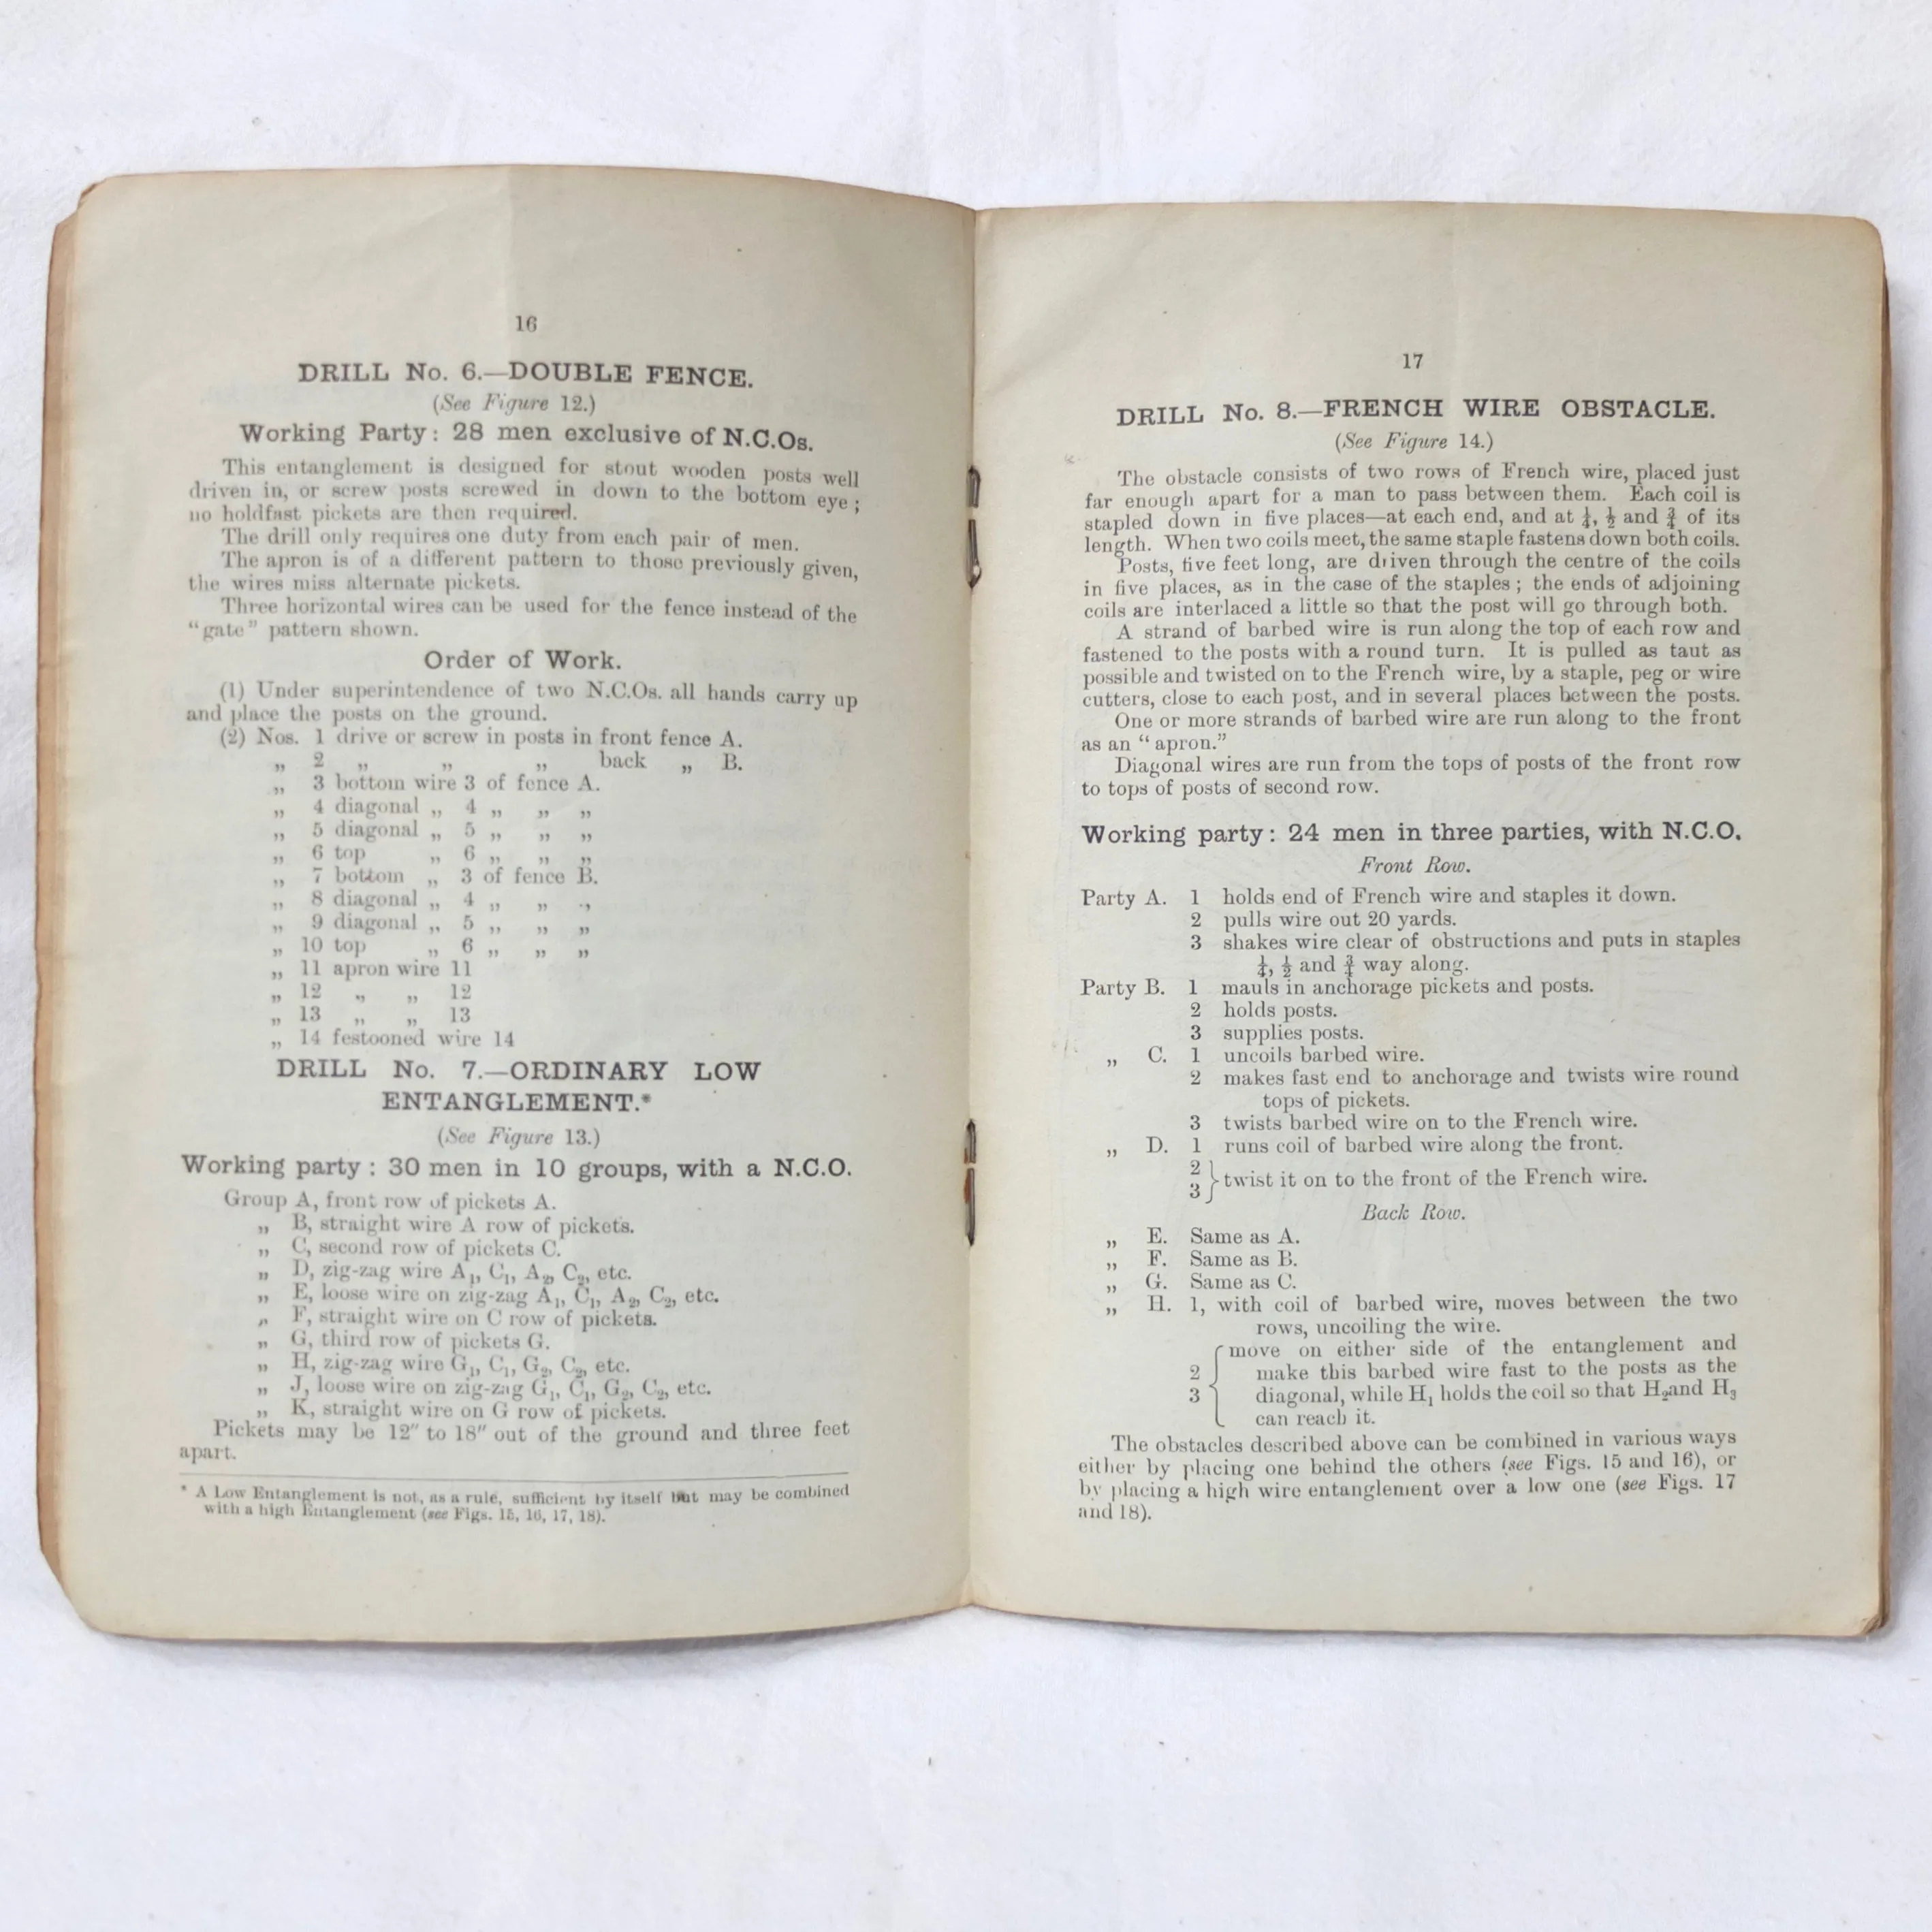 16
DRILL No. 6.—DOUBLE FENCE.
(See Figure 12.)
Working Party: 28 men exclusive of N.C.Os.
This entanglement is designed for stout wooden posts well
driven in, or screw posts screwed in down to the bottom eye;
no holdfast pickets are then required.
The drill only requires one duty from each pair of men.
The apron is of a different pattern to those previously given,
the wires miss alternate pickets.
Three horizontal wires can be used for the fence instead of the
"gate" pattern shown.
Order of Work.
(1) Under superintendence of two N.C.Os. all hands carry up
and place the posts on the ground.
(2) Nos. 1 drive or screw in posts in front fence A.
„ 2 „ „ „ back „ B.
„ 3 bottom wire 3 of fence A.
„ 4 diagonal „ 4 „ „ „
„ 5 diagonal „ 5 „ „ „
„ 6 top „ 6 „ „ „
„ 7 bottom „ 3 of fence B.
„ 8 diagonal „ 4 „ „ „
„ 9 diagonal „ 5 „ „ „
„ 10 top „ 6 „ „ „
„ 11 apron wire 11
„ 12 „ „ 12
„ 13 „ „ 13
„ 14 festooned wire 14
DRILL No. 7.—ORDINARY LOW
ENTANGLEMENT.*
(See Figure 13.)
Working party: 30 men in 10 groups, with a N.C.O.
Group A, front row of pickets A.
„ B, straight wire A row of pickets.
„ C, second row of pickets C.
„ D, zig-zag wire A₁, C₁, A₂, C₂, etc.
„ E, loose wire on zig-zag A₁, C₁, A₂, C₂, etc.
„ F, straight wire on C row of pickets.
„ G, third row of pickets G.
„ H, zig-zag wire G₁, C₁, G₂, C₂, etc.
„ J, loose wire on zig-zag G₁, C₁, G₂, C₂, etc.
„ K, straight wire on G row of pickets.
Pickets may be 12″ to 18″ out of the ground and three feet
apart.
* A Low Entanglement is not, as a rule, sufficient by itself but may be combined
with a high Entanglement (see Figs. 15, 16, 17, 18).
17
DRILL No. 8.—FRENCH WIRE OBSTACLE.
(See Figure 14.)
The obstacle consists of two rows of French wire, placed just
far enough apart for a man to pass between them. Each coil is
stapled down in five places—at each end, and at ¼, ½ and ¾ of its
length. When two coils meet, the same staple fastens down both coils.
Posts, five feet long, are driven through the centre of the coils
in five places, as in the case of the staples; the ends of adjoining
coils are interlaced a little so that the post will go through both.
A strand of barbed wire is run along the top of each row and
fastened to the posts with a round turn. It is pulled as taut as
possible and twisted on to the French wire, by a staple, peg or wire
cutters, close to each post, and in several places between the posts.
One or more strands of barbed wire are run along to the front
as an "apron."
Diagonal wires are run from the tops of posts of the front row
to tops of posts of second row.
Working party: 24 men in three parties, with N.C.O.
Front Row.
Party A. 1 holds end of French wire and staples it down.
2 pulls wire out 20 yards.
3 shakes wire clear of obstructions and puts in staples
¼, ½ and ¾ way along.
Party B. 1 mauls in anchorage pickets and posts.
2 holds posts.
3 supplies posts.
„ C. 1 uncoils barbed wire.
2 makes fast end to anchorage and twists wire round
tops of pickets.
3 twists barbed wire on to the French wire.
„ D. 1 runs coil of barbed wire along the front.
2
3 } twist it on to the front of the French wire.
Back Row.
„ E. Same as A.
„ F. Same as B.
„ G. Same as C.
„ H. 1, with coil of barbed wire, moves between the two
rows, uncoiling the wire.
move on either side of the entanglement and
2 { make this barbed wire fast to the posts as the
3 diagonal, while H₁ holds the coil so that H₂ and H₃
can reach it.
The obstacles described above can be combined in various ways
either by placing one behind the others (see Figs. 15 and 16), or
by placing a high wire entanglement over a low one (see Figs. 17
and 18).